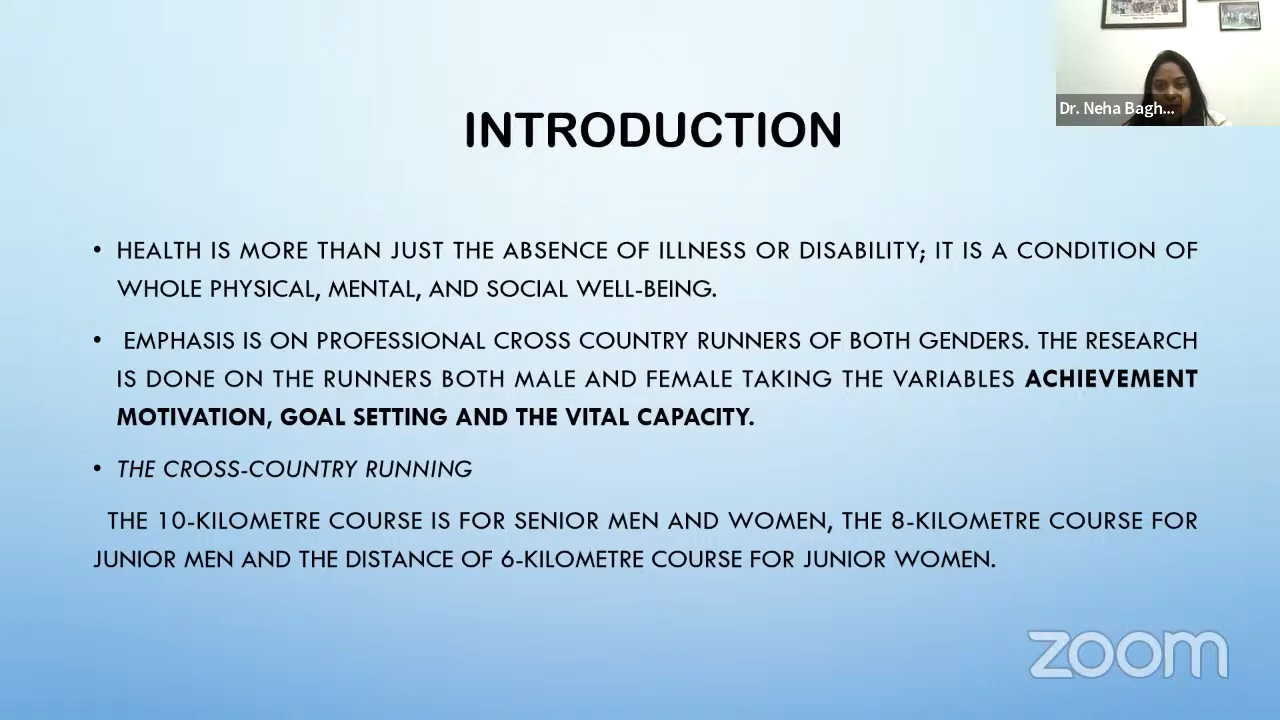 Dr. Neha Bagh...
INTRODUCTION
• HEALTH IS MORE THAN JUST THE ABSENCE OF ILLNESS OR DISABILITY; IT IS A CONDITION OF
WHOLE PHYSICAL, MENTAL, AND SOCIAL WELL-BEING.
• EMPHASIS IS ON PROFESSIONAL CROSS COUNTRY RUNNERS OF BOTH GENDERS. THE RESEARCH
IS DONE ON THE RUNNERS BOTH MALE AND FEMALE TAKING THE VARIABLES ACHIEVEMENT
MOTIVATION, GOAL SETTING AND THE VITAL CAPACITY.
• THE CROSS-COUNTRY RUNNING
THE 10-KILOMETRE COURSE IS FOR SENIOR MEN AND WOMEN, THE 8-KILOMETRE COURSE FOR
JUNIOR MEN AND THE DISTANCE OF 6-KILOMETRE COURSE FOR JUNIOR WOMEN.
zoom